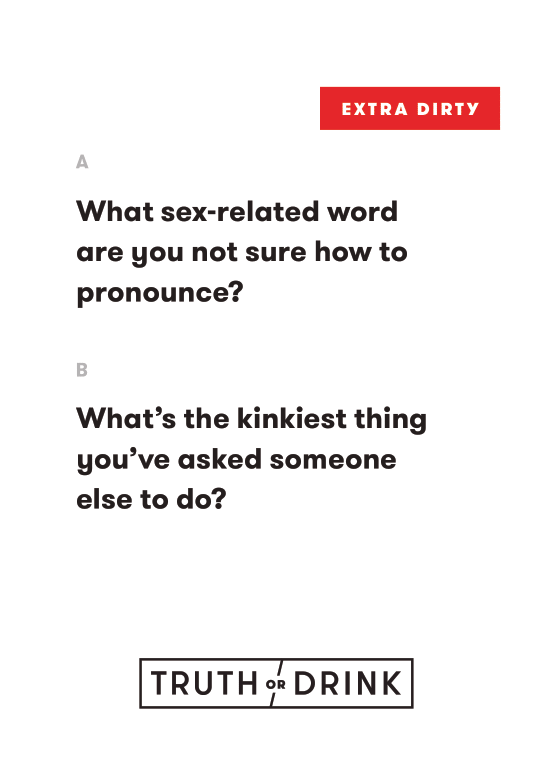 EXTRA DIRTY
A
What sex-related word
are you not sure how to
pronounce?
B
What's the kinkiest thing
you've asked someone
else to do?
TRUTH OR DRINK